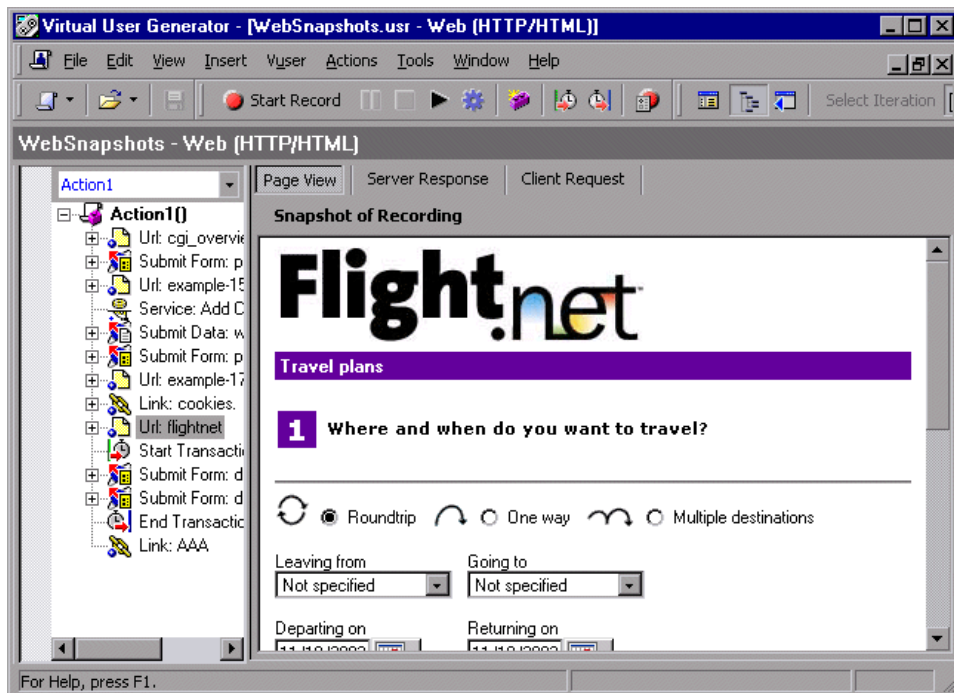 Virtual User Generator - [WebSnapshots.usr - Web (HTTP/HTML)]
File Edit View Insert Vuser Actions Tools Window Help
Start Record Select Iteration
WebSnapshots - Web (HTTP/HTML)
Action1
Page View Server Response Client Request
Action1()
Snapshot of Recording
Url: cgi_overvie
Submit Form: p
Url: example-15
Service: Add C
Submit Data: w
Submit Form: p
Url: example-17
Link: cookies.
Url: flightnet
Start Transacti
Submit Form: d
Submit Form: d
End Transactic
Link: AAA
Flight.net
Travel plans
1 Where and when do you want to travel?
Roundtrip One way Multiple destinations
Leaving from Going to
Not specified Not specified
Departing on Returning on
For Help, press F1.